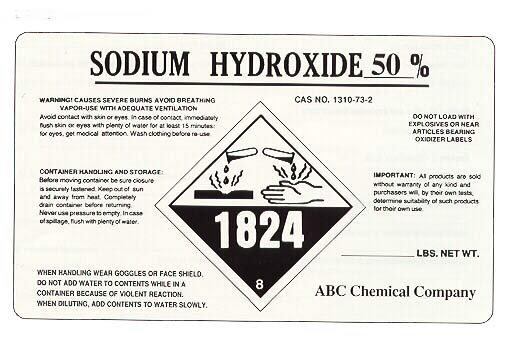 SODIUM HYDROXIDE 50 %
WARNING! CAUSES SEVERE BURNS AVOID BREATHING
VAPOR-USE WITH ADEQUATE VENTILATION
Avoid contact with skin or eyes. In case of contact, immediately
flush skin or eyes with plenty of water for at least 15 minutes:
for eyes, get medical attention. Wash clothing before re-use.
CAS NO. 1310-73-2
DO NOT LOAD WITH
EXPLOSIVES OR NEAR
ARTICLES BEARING
OXIDIZER LABELS
CONTAINER HANDLING AND STORAGE:
Before moving container be sure closure
is securely fastened. Keep out of sun
and away from heat. Completely
drain container before returning.
Never use pressure to empty. In case
of spillage, flush with plenty of water.
IMPORTANT: All products are sold
without warranty of any kind and
purchasers will, by their own tests,
determine suitability of such products
for their own use.
1824
8
LBS. NET WT.
WHEN HANDLING WEAR GOGGLES OR FACE SHIELD.
DO NOT ADD WATER TO CONTENTS WHILE IN A
CONTAINER BECAUSE OF VIOLENT REACTION.
WHEN DILUTING, ADD CONTENTS TO WATER SLOWLY.
ABC Chemical Company